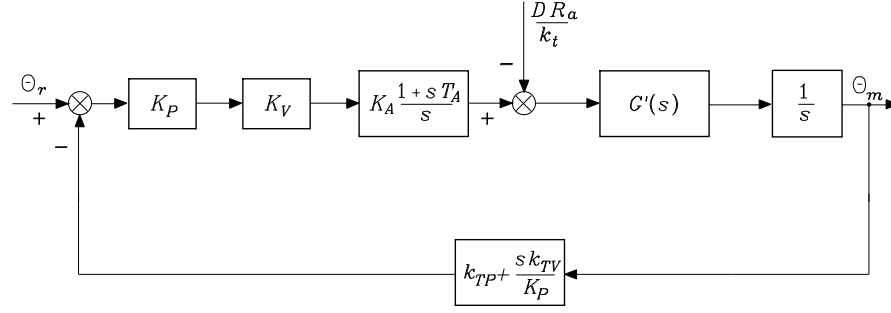 D R_a / k_t
−
Θ_r
+
−
K_P
K_V
K_A (1 + s T_A) / s
+
G'(s)
1 / s
Θ_m
k_TP + s k_TV / K_P